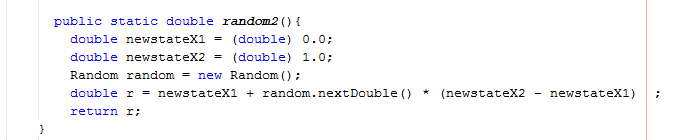 public static double random2(){
double newstateX1 = (double) 0.0;
double newstateX2 = (double) 1.0;
Random random = new Random();
double r = newstateX1 + random.nextDouble() * (newstateX2 - newstateX1)  ;
return r;
}